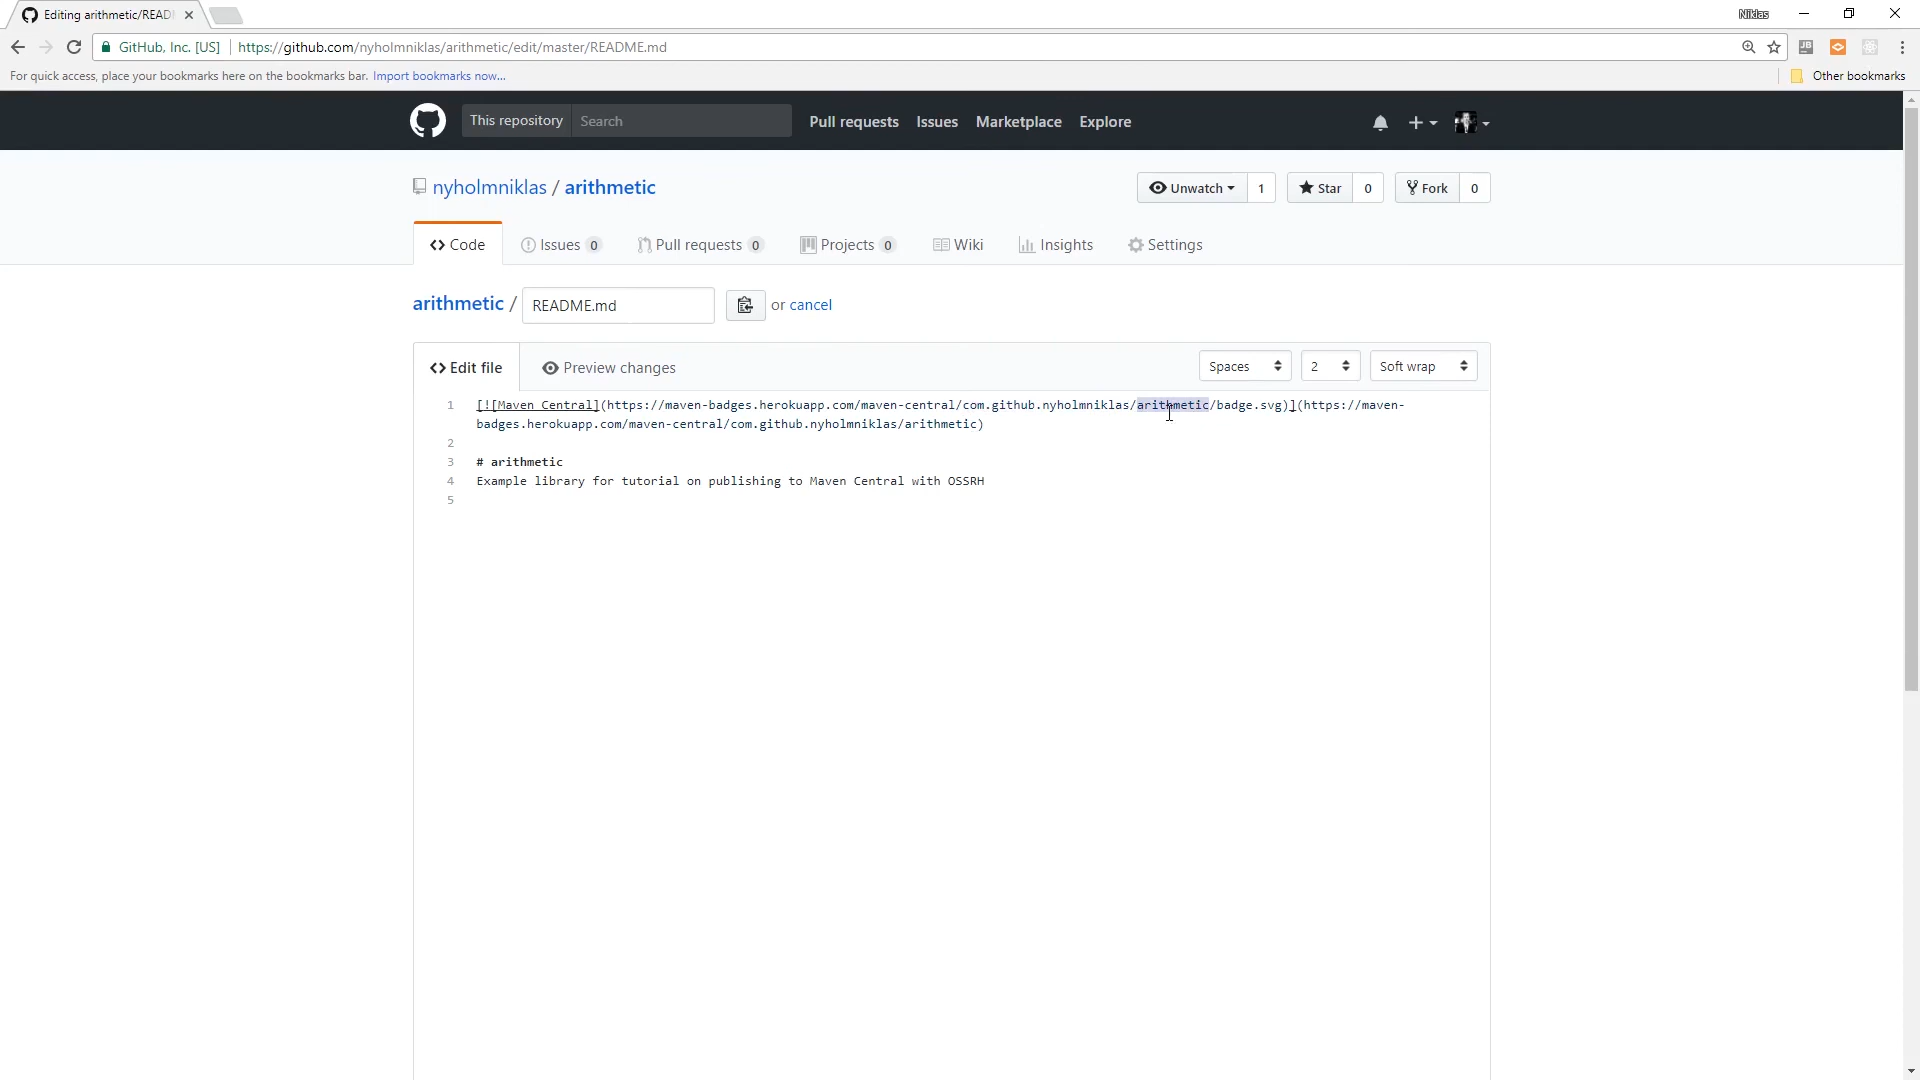 Editing arithmetic/READ
Niklas
GitHub, Inc. [US] https://github.com/nyholmniklas/arithmetic/edit/master/README.md
JB
For quick access, place your bookmarks here on the bookmarks bar. Import bookmarks now...
Other bookmarks
This repository Search Pull requests Issues Marketplace Explore
nyholmniklas / arithmetic
Unwatch 1 Star 0 Fork 0
Code Issues 0 Pull requests 0 Projects 0 Wiki Insights Settings
arithmetic / README.md or cancel
Edit file Preview changes Spaces 2 Soft wrap
1 [![Maven Central](https://maven-badges.herokuapp.com/maven-central/com.github.nyholmniklas/arithmetic/badge.svg)](https://maven-
badges.herokuapp.com/maven-central/com.github.nyholmniklas/arithmetic)
2
3 # arithmetic
4 Example library for tutorial on publishing to Maven Central with OSSRH
5